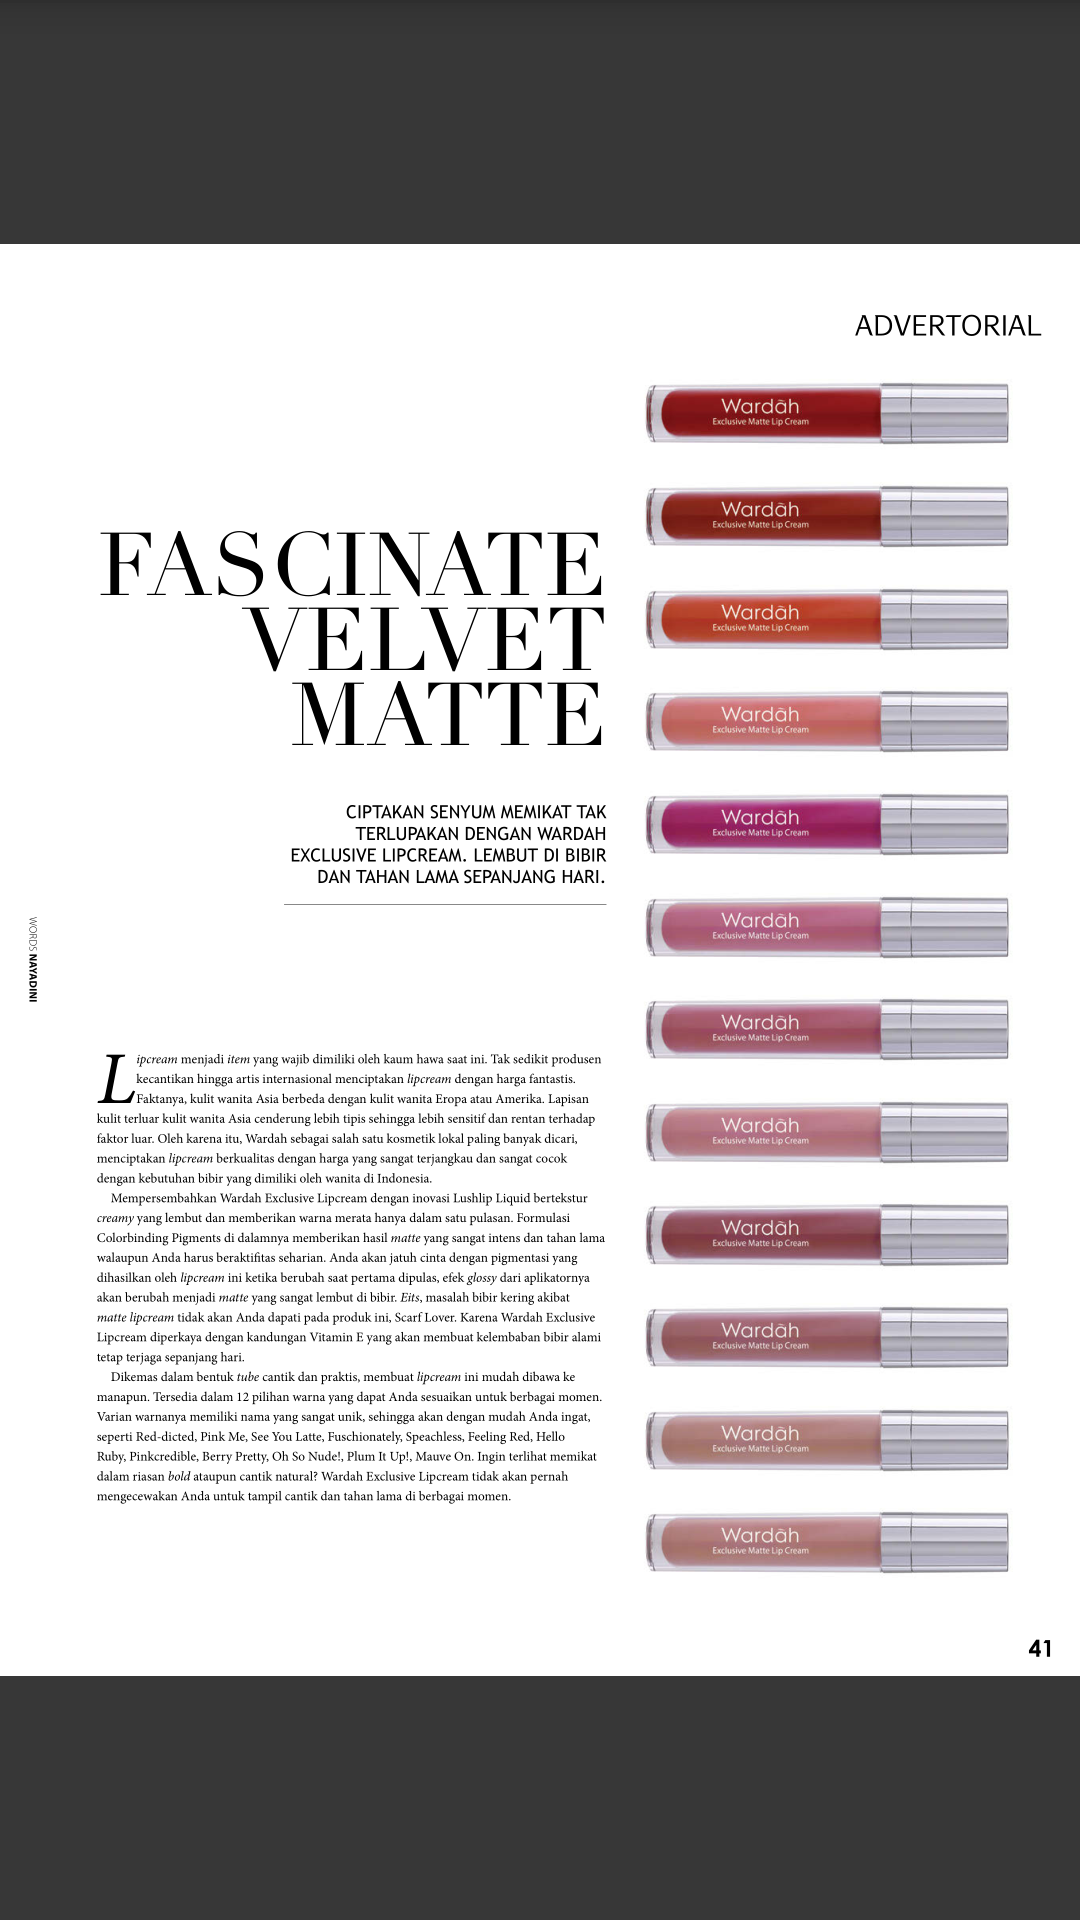 ADVERTORIAL
FASCINATE
VELVET
MATTE
CIPTAKAN SENYUM MEMIKAT TAK
TERLUPAKAN DENGAN WARDAH
EXCLUSIVE LIPCREAM. LEMBUT DI BIBIR
DAN TAHAN LAMA SEPANJANG HARI.
WORDS NAYADINI
Lipcream menjadi item yang wajib dimiliki oleh kaum hawa saat ini. Tak sedikit produsen
kecantikan hingga artis internasional menciptakan lipcream dengan harga fantastis.
Faktanya, kulit wanita Asia berbeda dengan kulit wanita Eropa atau Amerika. Lapisan
kulit terluar kulit wanita Asia cenderung lebih tipis sehingga lebih sensitif dan rentan terhadap
faktor luar. Oleh karena itu, Wardah sebagai salah satu kosmetik lokal paling banyak dicari,
menciptakan lipcream berkualitas dengan harga yang sangat terjangkau dan sangat cocok
dengan kebutuhan bibir yang dimiliki oleh wanita di Indonesia.
Mempersembahkan Wardah Exclusive Lipcream dengan inovasi Lushlip Liquid bertekstur
creamy yang lembut dan memberikan warna merata hanya dalam satu pulasan. Formulasi
Colorbinding Pigments di dalamnya memberikan hasil matte yang sangat intens dan tahan lama
walaupun Anda harus beraktifitas seharian. Anda akan jatuh cinta dengan pigmentasi yang
dihasilkan oleh lipcream ini ketika berubah saat pertama dipulas, efek glossy dari aplikatornya
akan berubah menjadi matte yang sangat lembut di bibir. Eits, masalah bibir kering akibat
matte lipcream tidak akan Anda dapati pada produk ini, Scarf Lover. Karena Wardah Exclusive
Lipcream diperkaya dengan kandungan Vitamin E yang akan membuat kelembaban bibir alami
tetap terjaga sepanjang hari.
Dikemas dalam bentuk tube cantik dan praktis, membuat lipcream ini mudah dibawa ke
manapun. Tersedia dalam 12 pilihan warna yang dapat Anda sesuaikan untuk berbagai momen.
Varian warnanya memiliki nama yang sangat unik, sehingga akan dengan mudah Anda ingat,
seperti Red-dicted, Pink Me, See You Latte, Fuschionately, Speachless, Feeling Red, Hello
Ruby, Pinkcredible, Berry Pretty, Oh So Nude!, Plum It Up!, Mauve On. Ingin terlihat memikat
dalam riasan bold ataupun cantik natural? Wardah Exclusive Lipcream tidak akan pernah
mengecewakan Anda untuk tampil cantik dan tahan lama di berbagai momen.
Wardah
Exclusive Matte Lip Cream
Wardah
Exclusive Matte Lip Cream
Wardah
Exclusive Matte Lip Cream
Wardah
Exclusive Matte Lip Cream
Wardah
Exclusive Matte Lip Cream
Wardah
Exclusive Matte Lip Cream
Wardah
Exclusive Matte Lip Cream
Wardah
Exclusive Matte Lip Cream
Wardah
Exclusive Matte Lip Cream
Wardah
Exclusive Matte Lip Cream
Wardah
Exclusive Matte Lip Cream
Wardah
Exclusive Matte Lip Cream
41